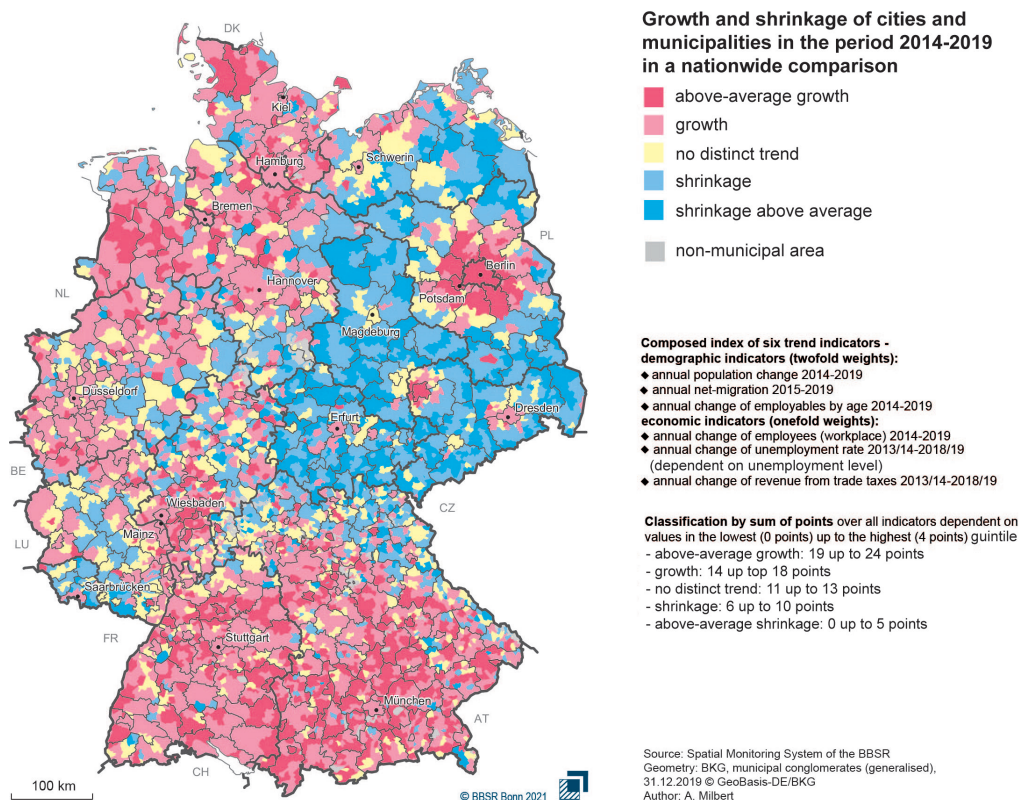 Growth and shrinkage of cities and
municipalities in the period 2014-2019
in a nationwide comparison
above-average growth
growth
no distinct trend
shrinkage
shrinkage above average
non-municipal area
Composed index of six trend indicators -
demographic indicators (twofold weights):
◆ annual population change 2014-2019
◆ annual net-migration 2015-2019
◆ annual change of employables by age 2014-2019
economic indicators (onefold weights):
◆ annual change of employees (workplace) 2014-2019
◆ annual change of unemployment rate 2013/14-2018/19
(dependent on unemployment level)
◆ annual change of revenue from trade taxes 2013/14-2018/19
Classification by sum of points over all indicators dependent on
values in the lowest (0 points) up to the highest (4 points) guintile
- above-average growth: 19 up to 24 points
- growth: 14 up top 18 points
- no distinct trend: 11 up to 13 points
- shrinkage: 6 up to 10 points
- above-average shrinkage: 0 up to 5 points
Source: Spatial Monitoring System of the BBSR
Geometry: BKG, municipal conglomerates (generalised),
31.12.2019 © GeoBasis-DE/BKG
Author: A. Milbert
DK
Kiel
Schwerin
Hamburg
Bremen
PL
Berlin
Hannover
NL
Potsdam
Magdeburg
Düsseldorf
Dresden
Erfurt
BE
Wiesbaden
CZ
Mainz
LU
Saarbrücken
FR
Stuttgart
München
AT
CH
100 km
© BBSR Bonn 2021